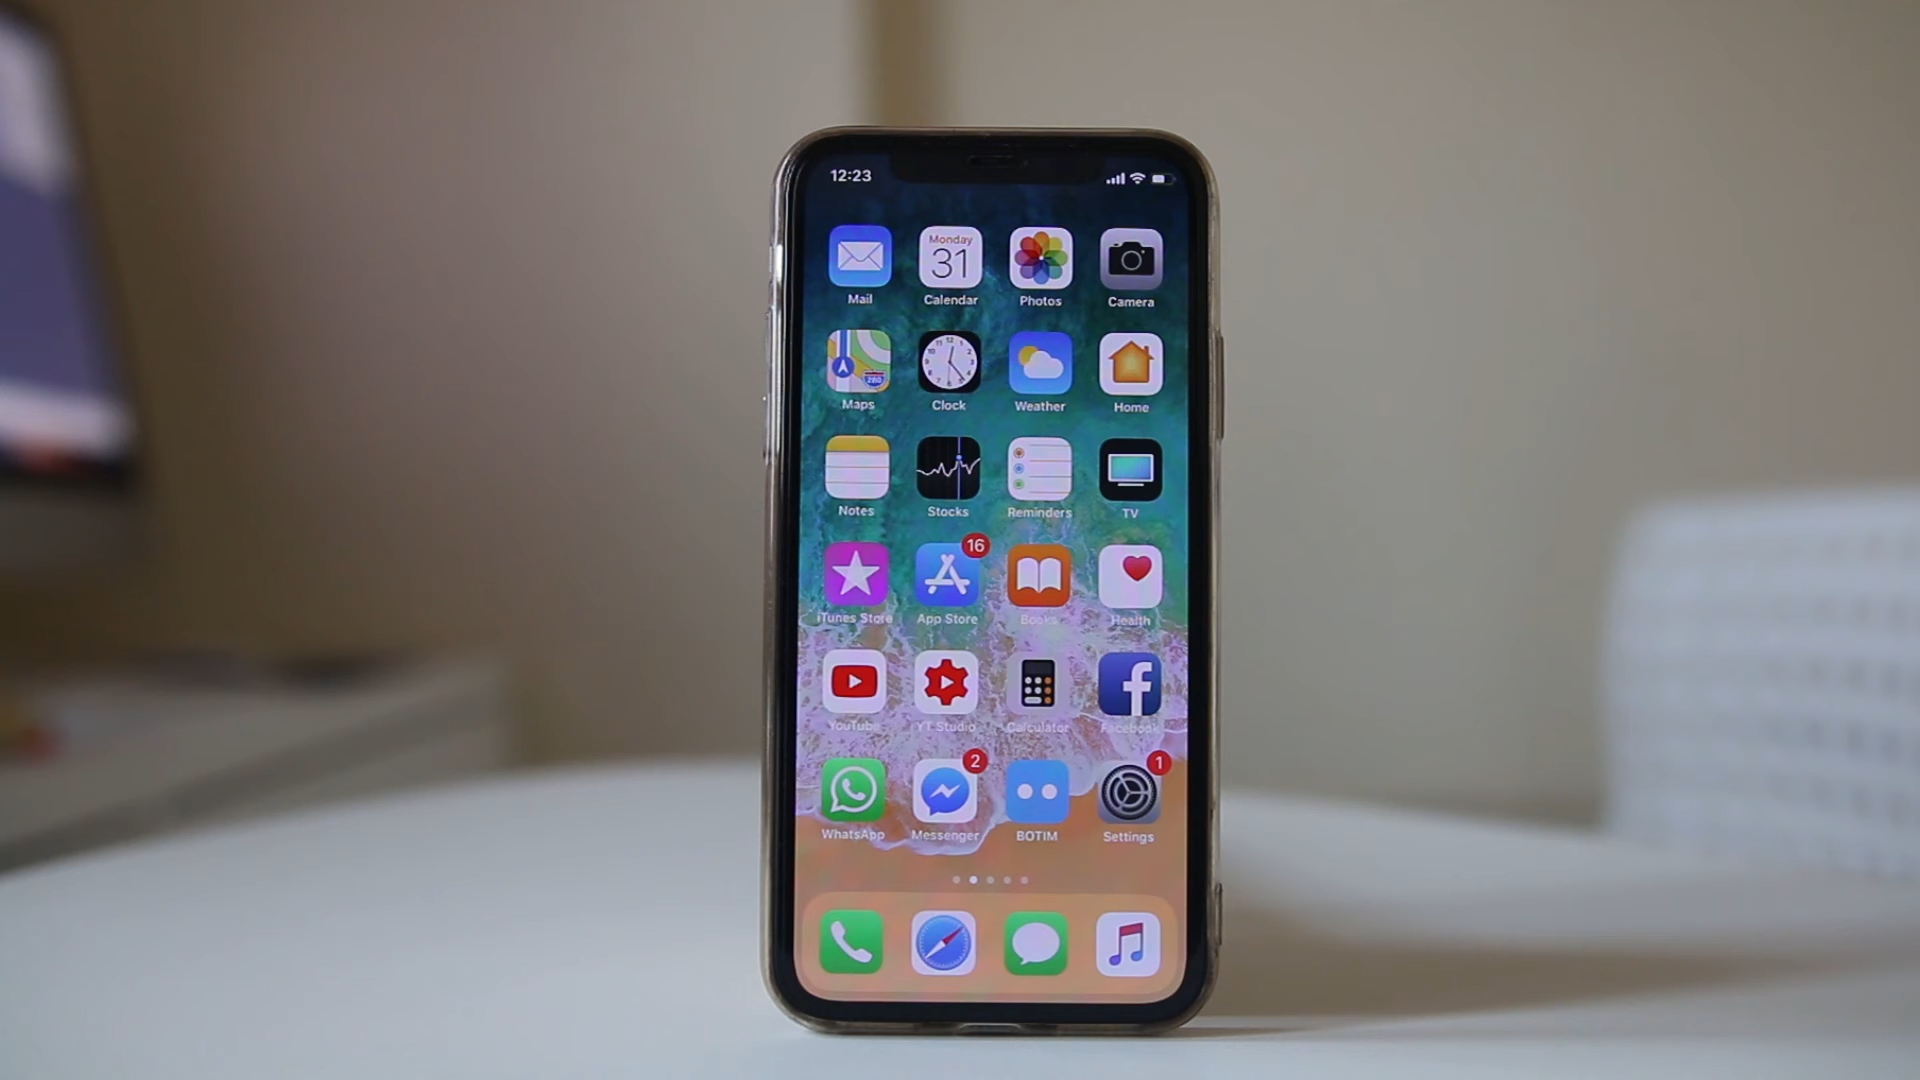 12:23
Monday
31
Mail
Calendar
Photos
Camera
280
Maps
Clock
Weather
Home
Notes
Stocks
Reminders
TV
16
iTunes Store
App Store
Books
Health
YouTube
YT Studio
Calculator
Facebook
2
1
WhatsApp
Messenger
BOTIM
Settings